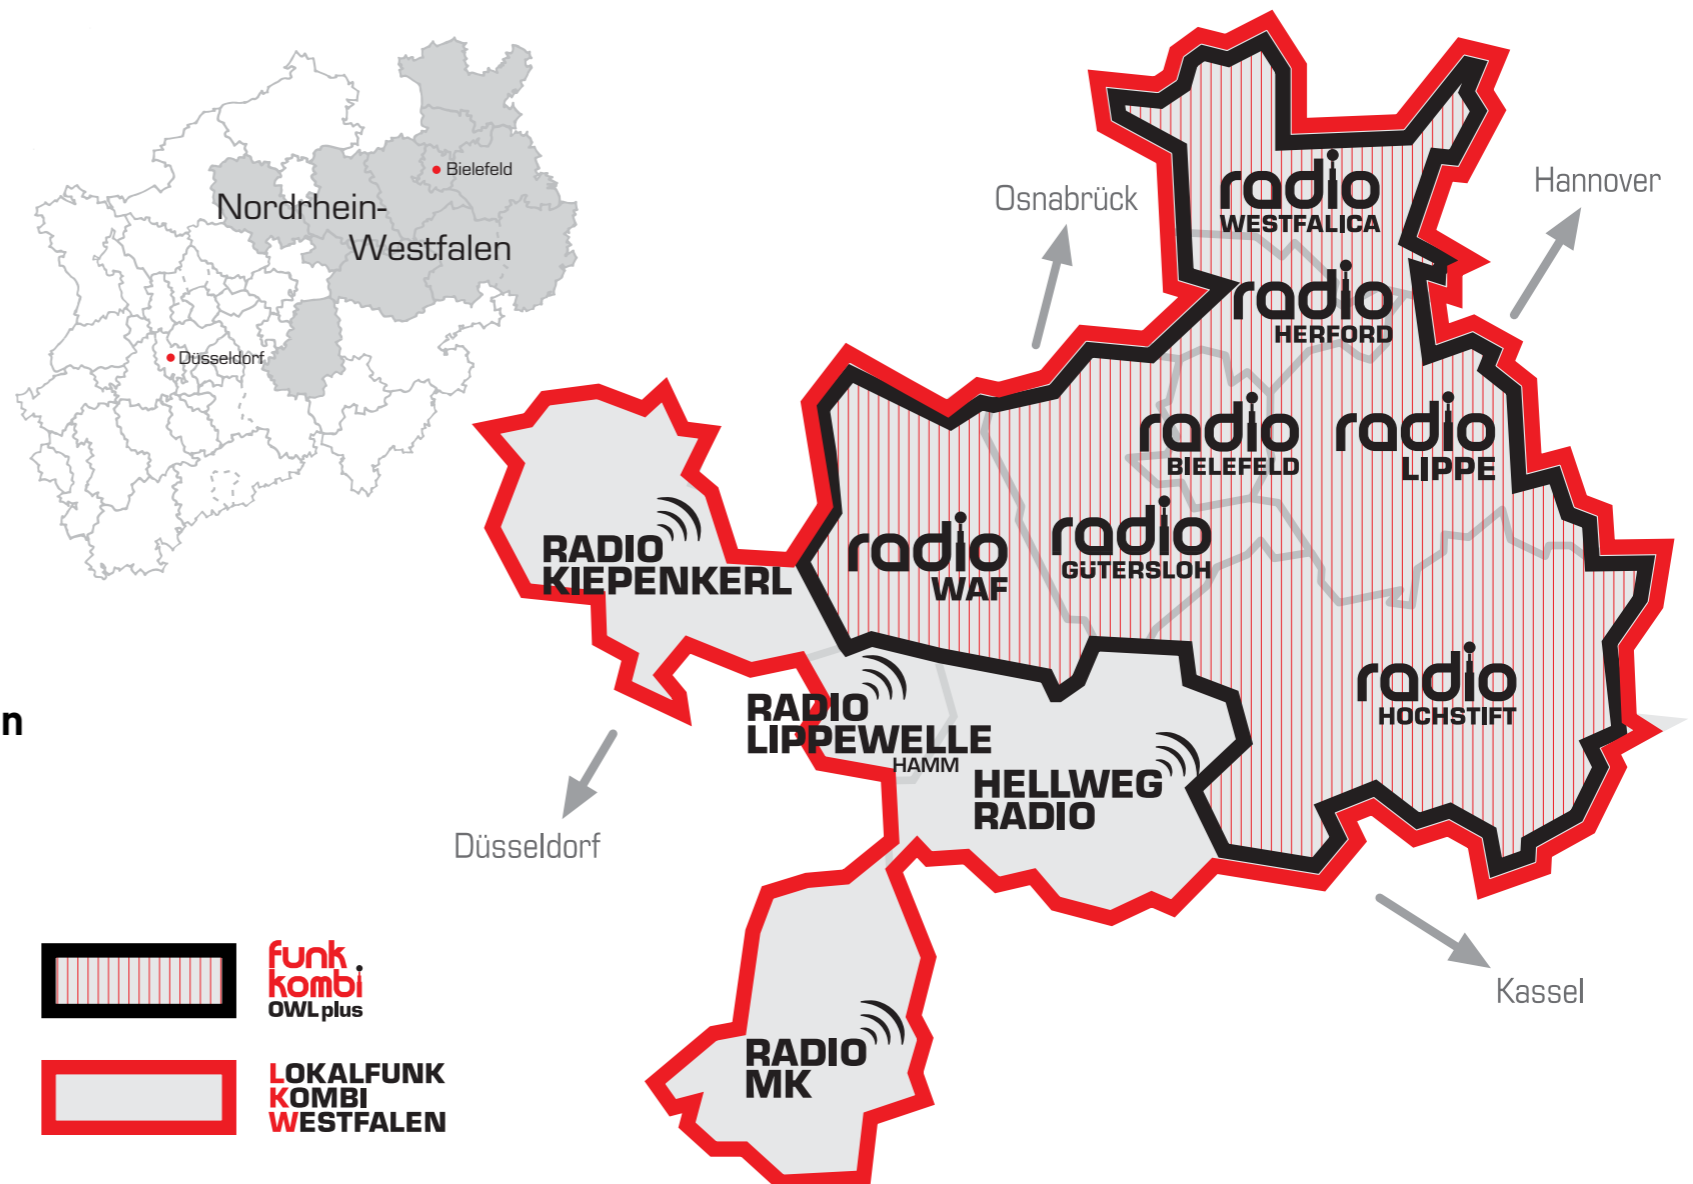 Bielefeld
Nordrhein-
Westfalen
Düsseldorf
Osnabrück
Hannover
radio
WESTFALICA
radio
HERFORD
radio
BIELEFELD
radio
LIPPE
RADIO
KIEPENKERL
radio
WAF
radio
GÜTERSLOH
radio
HOCHSTIFT
RADIO
LIPPEWELLE
HAMM
HELLWEG
RADIO
n
Düsseldorf
Kassel
RADIO
MK
funk
kombi
OWL plus
LOKALFUNK
KOMBI
WESTFALEN